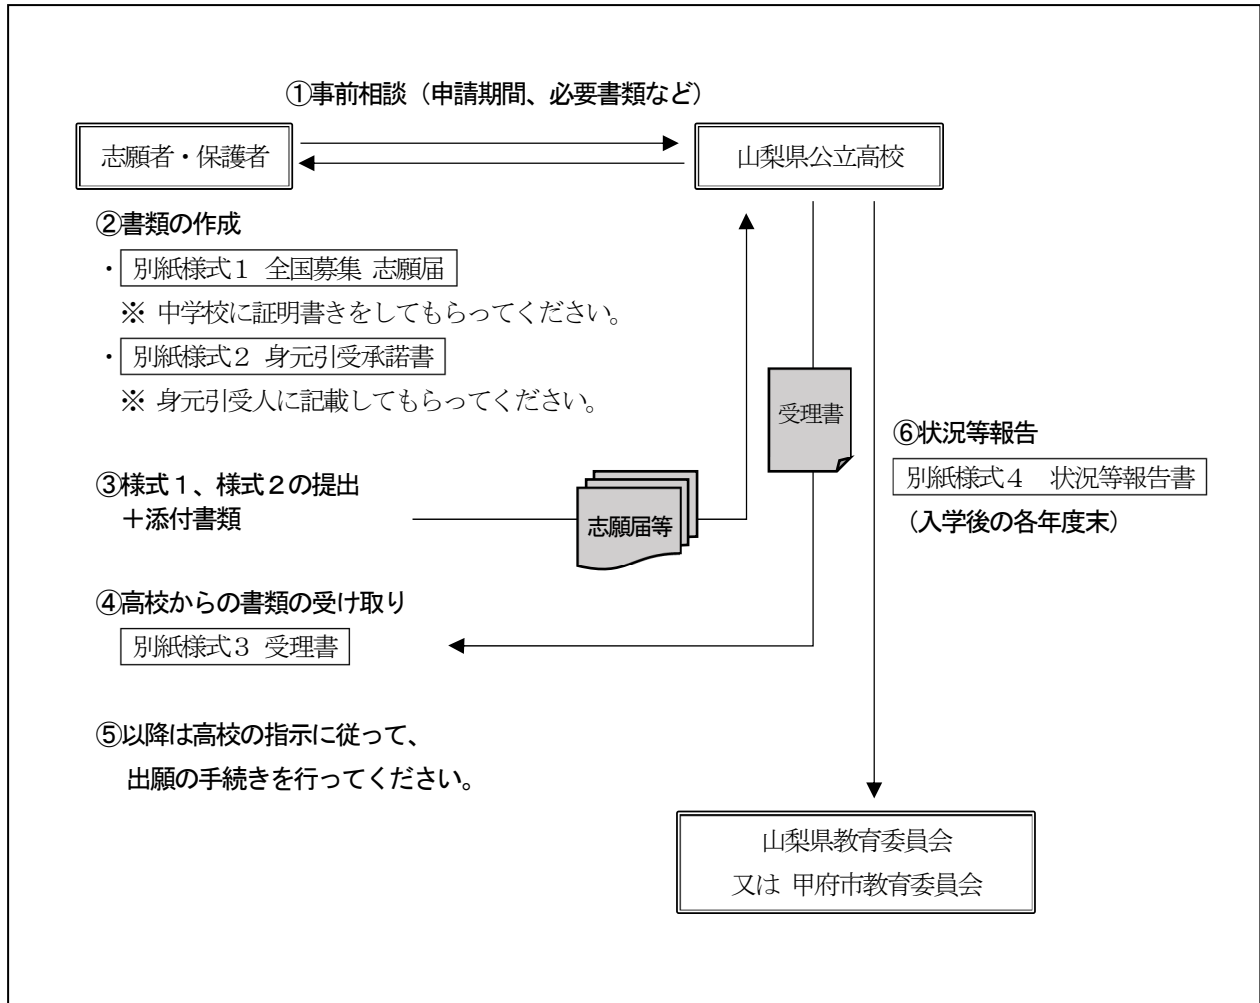 ①事前相談（申請期間、必要書類など）
志願者・保護者
山梨県公立高校
②書類の作成
・別紙様式１ 全国募集 志願届
※ 中学校に証明書きをしてもらってください。
・別紙様式２ 身元引受承諾書
※ 身元引受人に記載してもらってください。
受理書
⑥状況等報告
別紙様式４　状況等報告書
（入学後の各年度末）
③様式１、様式２の提出
＋添付書類
志願届等
④高校からの書類の受け取り
別紙様式３ 受理書
⑤以降は高校の指示に従って、
出願の手続きを行ってください。
山梨県教育委員会
又は 甲府市教育委員会